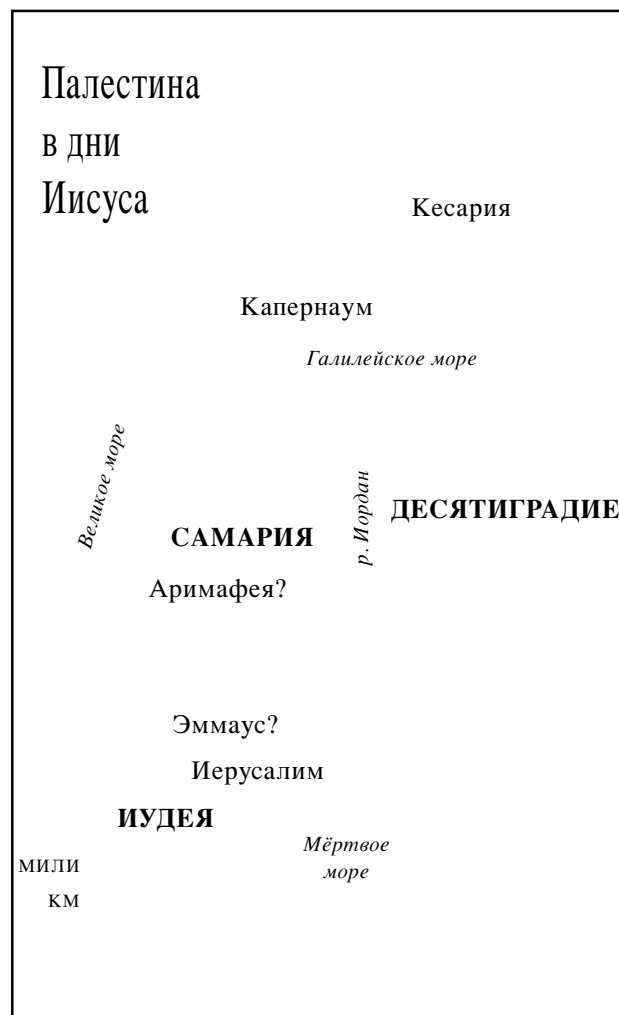 Палестина
в дни
Иисуса
Кесария
Капернаум
Галилейское море
Великое море
р. Иордан
ДЕСЯТИГРАДИЕ
САМАРИЯ
Аримафея?
Эммаус?
Иерусалим
ИУДЕЯ
Мёртвое
море
МИЛИ
КМ